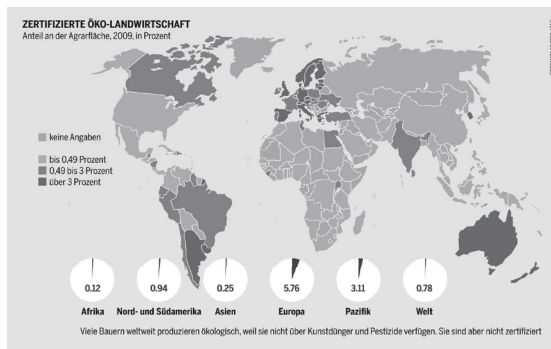 ZERTIFIZIERTE ÖKO-LANDWIRTSCHAFT
Anteil an der Agrarfläche, 2009, in Prozent
keine Angaben
bis 0,49 Prozent
0,49 bis 3 Prozent
über 3 Prozent
0.12
0.94
0.25
5.76
3.11
0.78
Afrika
Nord- und Südamerika
Asien
Europa
Pazifik
Welt
Viele Bauern weltweit produzieren ökologisch, weil sie nicht über Kunstdünger und Pestizide verfügen. Sie sind aber nicht zertifiziert